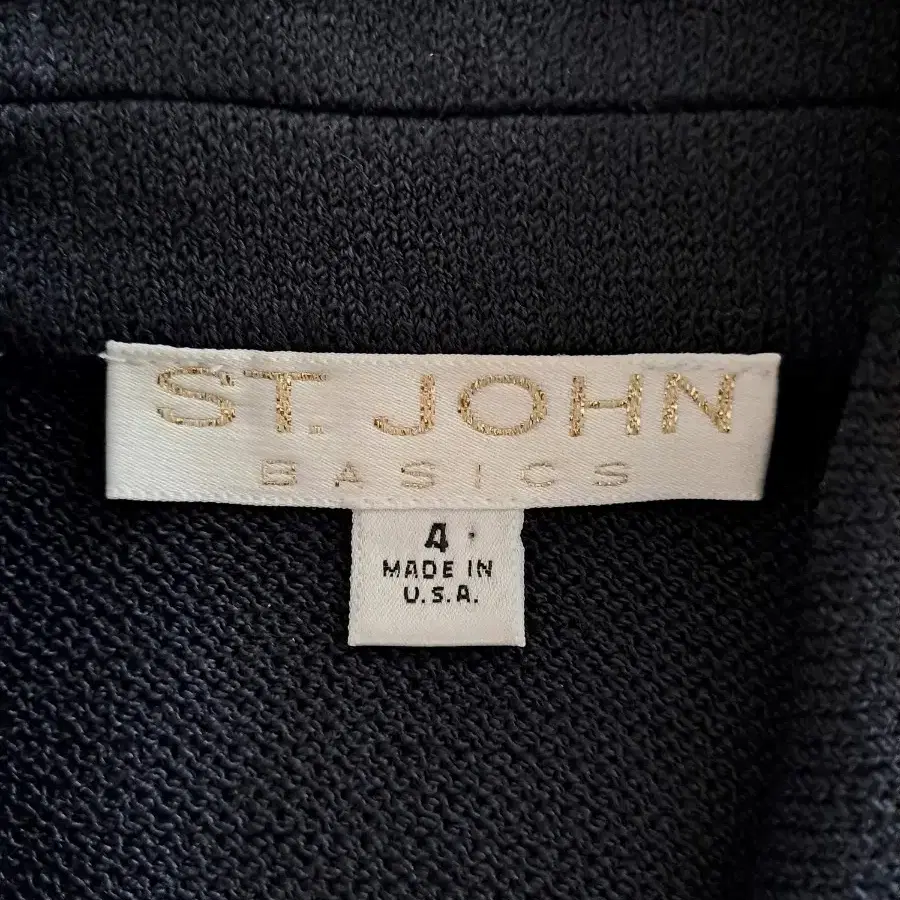 ST. JOHN
BASICS
4
MADE IN
U.S.A.